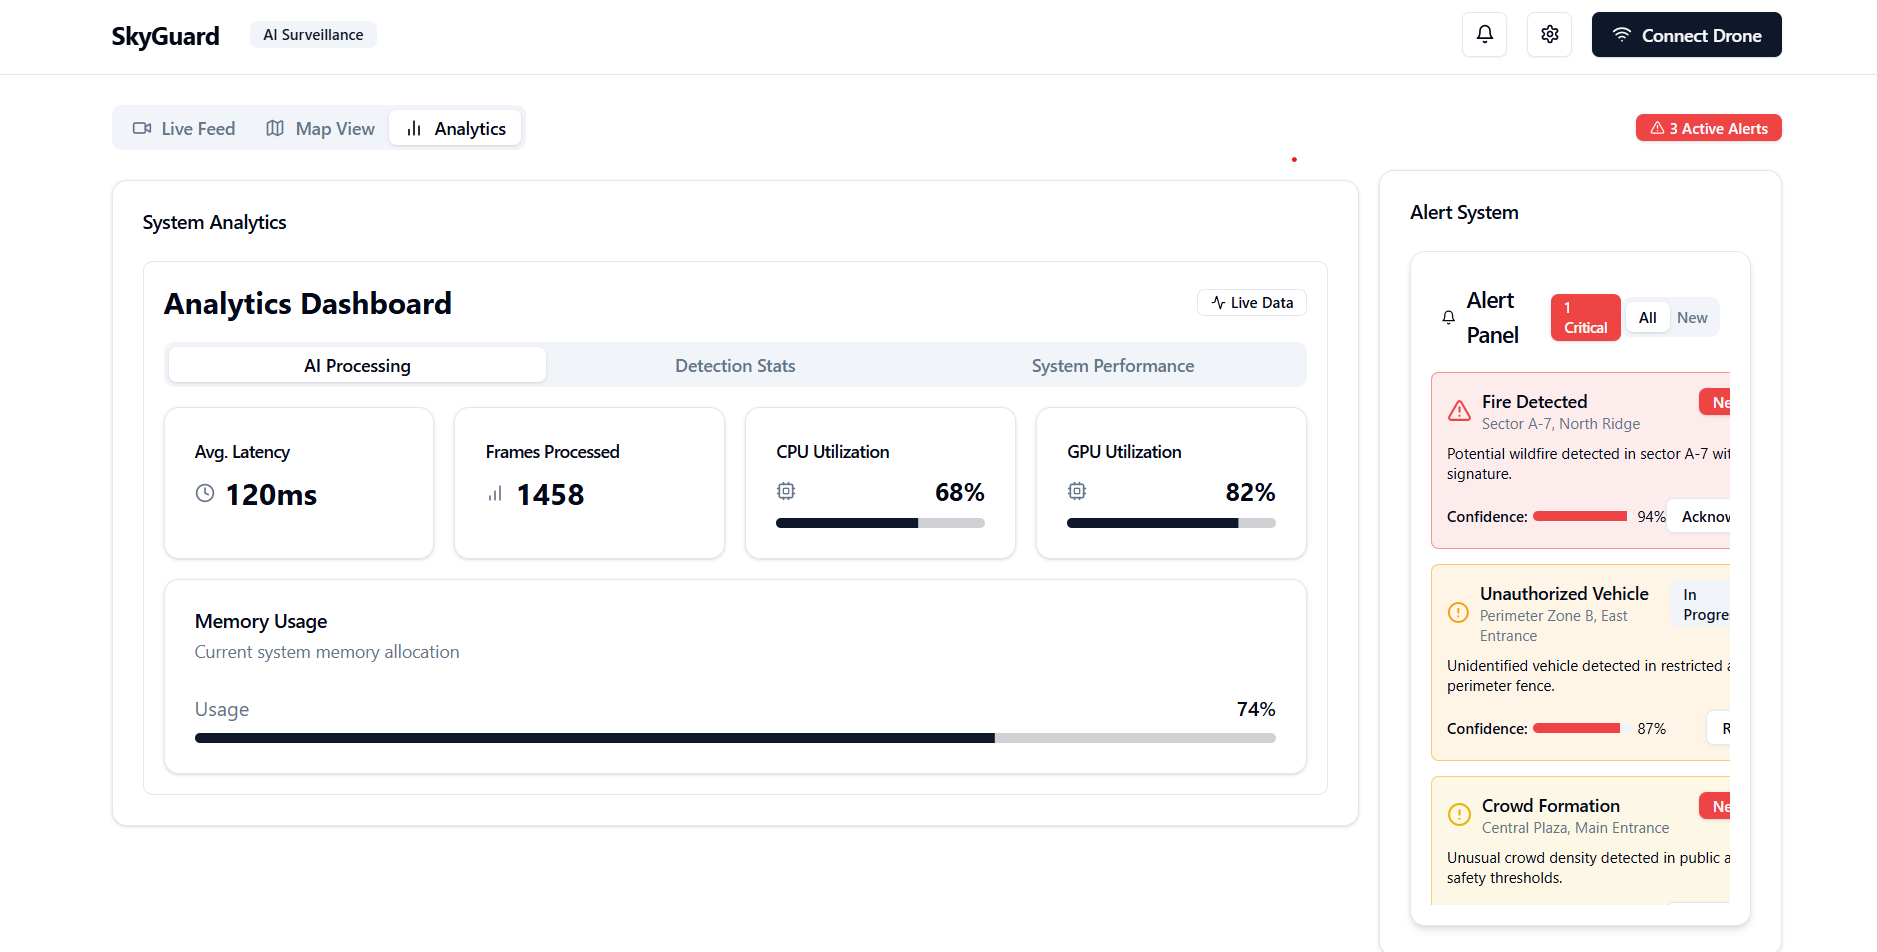 SkyGuard
AI Surveillance
Connect Drone
Live Feed
Map View
Analytics
3 Active Alerts
System Analytics
Analytics Dashboard
Live Data
AI Processing
Detection Stats
System Performance
Avg. Latency
120ms
Frames Processed
1458
CPU Utilization
68%
GPU Utilization
82%
Memory Usage
Current system memory allocation
Usage
74%
Alert System
Alert
Panel
1
Critical
All
New
Fire Detected
Sector A-7, North Ridge
Potential wildfire detected in sector A-7
signature.
Confidence:
94%
Unauthorized Vehicle
In
Perimeter Zone B, East
Entrance
Unidentified vehicle detected in restricted
perimeter fence.
Confidence:
87%
Crowd Formation
Central Plaza, Main Entrance
Unusual crowd density detected in public
safety thresholds.